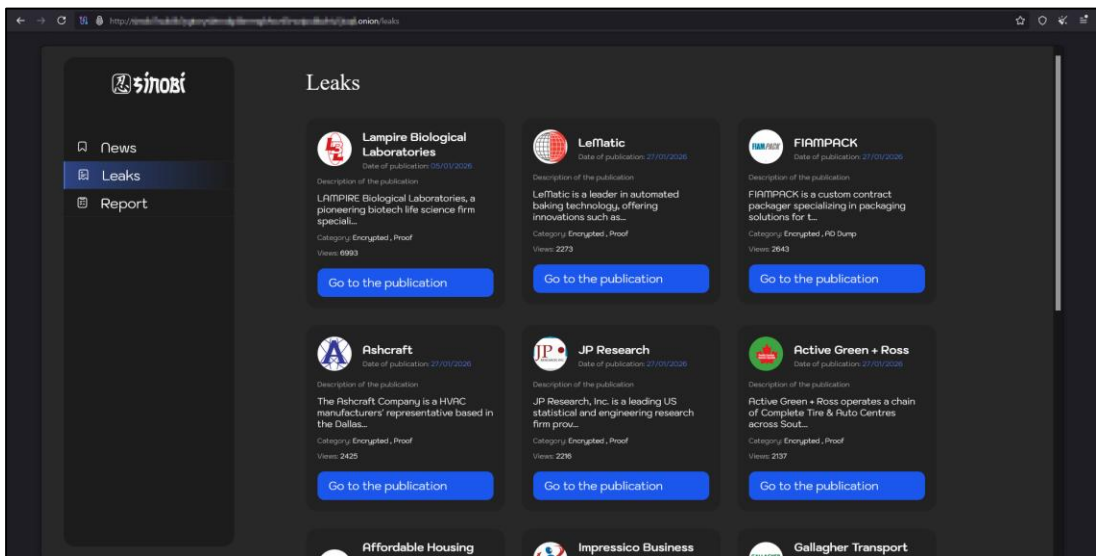 .onion/leaks
忍 sinobi
News
Leaks
Report
Leaks
Lampire Biological
Laboratories
Date of publication: 05/01/2026
Description of the publication
LAMPIRE Biological Laboratories, a
pioneering biotech life science firm
speciali...
Category: Encrypted , Proof
Views: 6993
Go to the publication
LeMatic
Date of publication: 27/01/2026
Description of the publication
LeMatic is a leader in automated
baking technology, offering
innovations such as...
Category: Encrypted , Proof
Views: 2273
Go to the publication
FIAMPACK
FIAMPACK
Date of publication: 27/01/2026
Description of the publication
FIAMPACK is a custom contract
packager specializing in packaging
solutions for t...
Category: Encrypted , AD Dump
Views: 2643
Go to the publication
A
Ashcraft
Date of publication: 27/01/2026
Description of the publication
The Ashcraft Company is a HVAC
manufacturers' representative based in
the Dallas...
Category: Encrypted , Proof
Views: 2425
Go to the publication
JP
JP Research
Date of publication: 27/01/2026
Description of the publication
JP Research, Inc. is a leading US
statistical and engineering research
firm prov...
Category: Encrypted , Proof
Views: 2216
Go to the publication
Active Green + Ross
Date of publication: 27/01/2026
Description of the publication
Active Green + Ross operates a chain
of Complete Tire & Auto Centres
across Sout...
Category: Encrypted , Proof
Views: 2137
Go to the publication
Affordable Housing
Impressico Business
GALLAGHER
Gallagher Transport